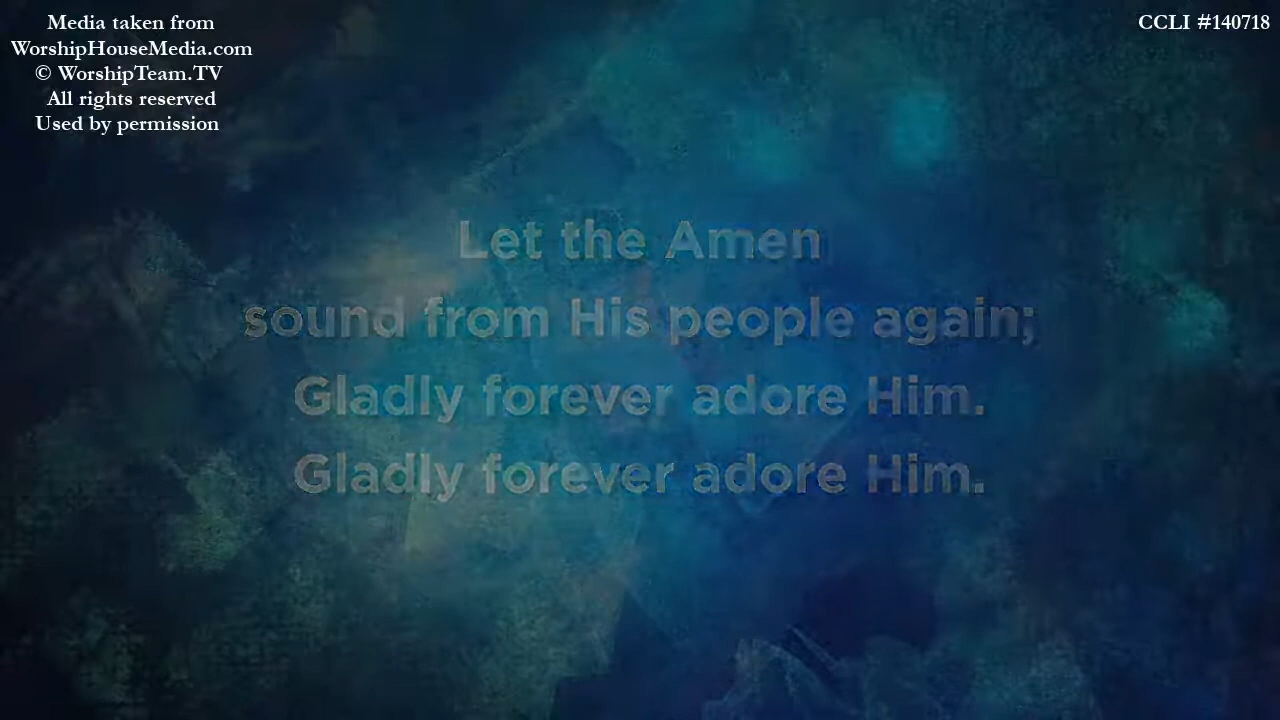 Media taken from
WorshipHouseMedia.com
© WorshipTeam.TV
All rights reserved
Used by permission
CCLI #140718
Let the Amen
sound from His people again;
Gladly forever adore Him.
Gladly forever adore Him.